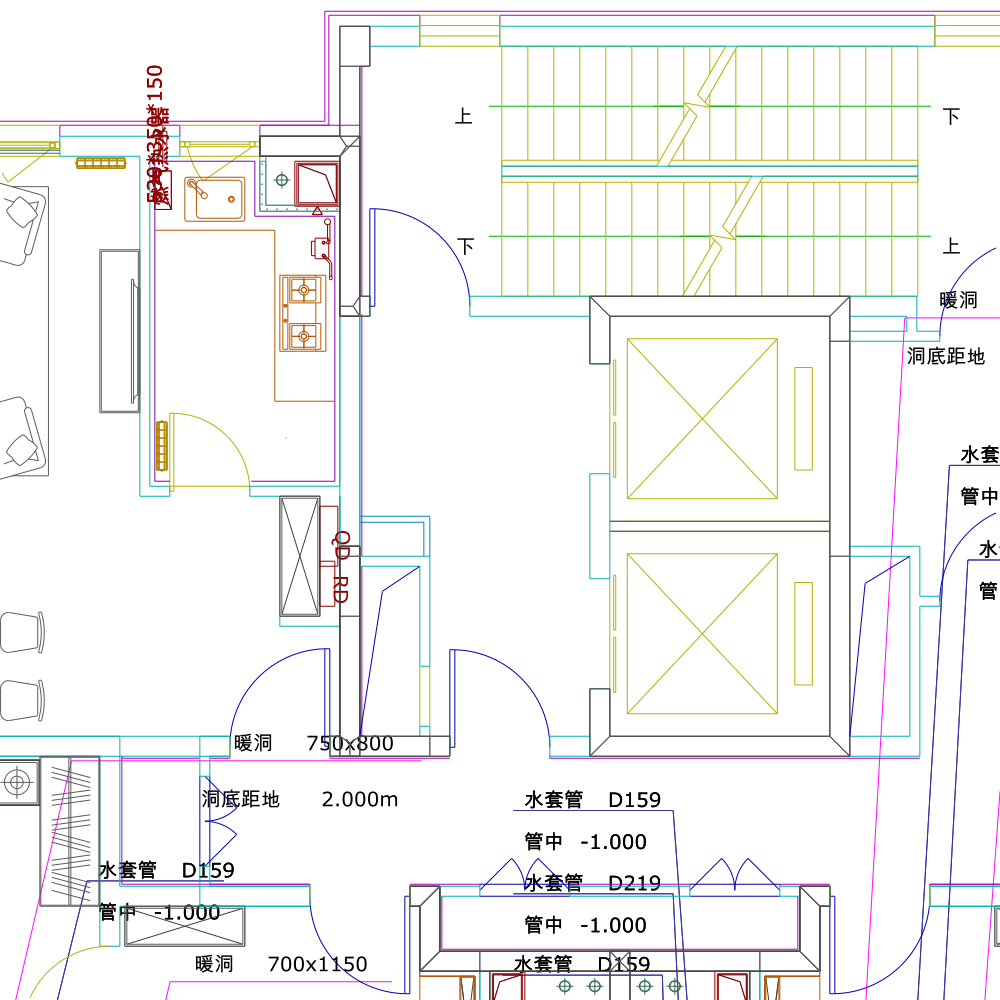 530*350*150
上
下
下
上
暖洞
洞底距地
水套
管中
水
管
QD
RD
暖洞 750x800
洞底距地 2.000m
水套管 D159
管中 -1.000
水套管 D159
管中 -1.000
水套管 D219
管中 -1.000
暖洞 700x1150
水套管 D159